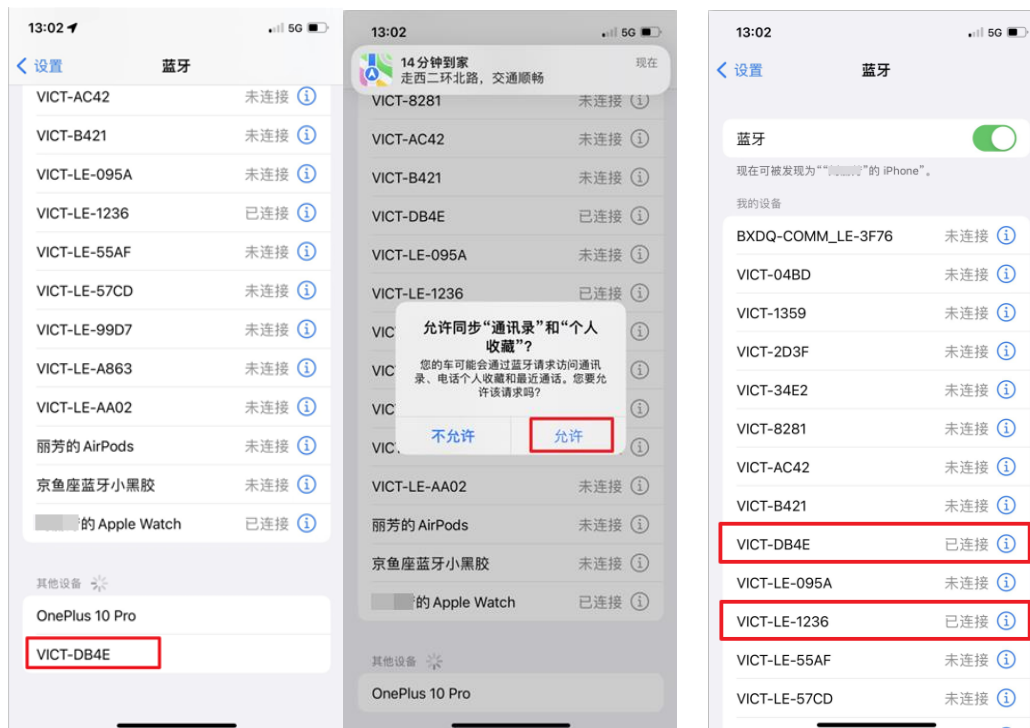 13:02
5G
设置
蓝牙
VICT-AC42 未连接
VICT-B421 未连接
VICT-LE-095A 未连接
VICT-LE-1236 已连接
VICT-LE-55AF 未连接
VICT-LE-57CD 未连接
VICT-LE-99D7 未连接
VICT-LE-A863 未连接
VICT-LE-AA02 未连接
丽芳的 AirPods 未连接
京鱼座蓝牙小黑胶 未连接
的 Apple Watch 已连接
其他设备
OnePlus 10 Pro
VICT-DB4E
13:02
5G
14分钟到家 现在
走西二环北路，交通顺畅
VICT-8281 未连接
VICT-AC42 未连接
VICT-B421 未连接
VICT-DB4E 已连接
VICT-LE-095A 未连接
VICT-LE-1236 已连接
VIC
允许同步“通讯录”和“个人
收藏”？
VIC
您的车可能会通过蓝牙请求访问通讯
录、电话个人收藏和最近通话。您要允
许该请求吗？
VIC
不允许 允许
VIC
VICT-LE-AA02 未连接
丽芳的 AirPods 未连接
京鱼座蓝牙小黑胶 未连接
的 Apple Watch 已连接
其他设备
OnePlus 10 Pro
13:02
5G
设置
蓝牙
蓝牙
现在可被发现为““ ”的 iPhone”。
我的设备
BXDQ-COMM_LE-3F76 未连接
VICT-04BD 未连接
VICT-1359 未连接
VICT-2D3F 未连接
VICT-34E2 未连接
VICT-8281 未连接
VICT-AC42 未连接
VICT-B421 未连接
VICT-DB4E 已连接
VICT-LE-095A 未连接
VICT-LE-1236 已连接
VICT-LE-55AF 未连接
VICT-LE-57CD 未连接